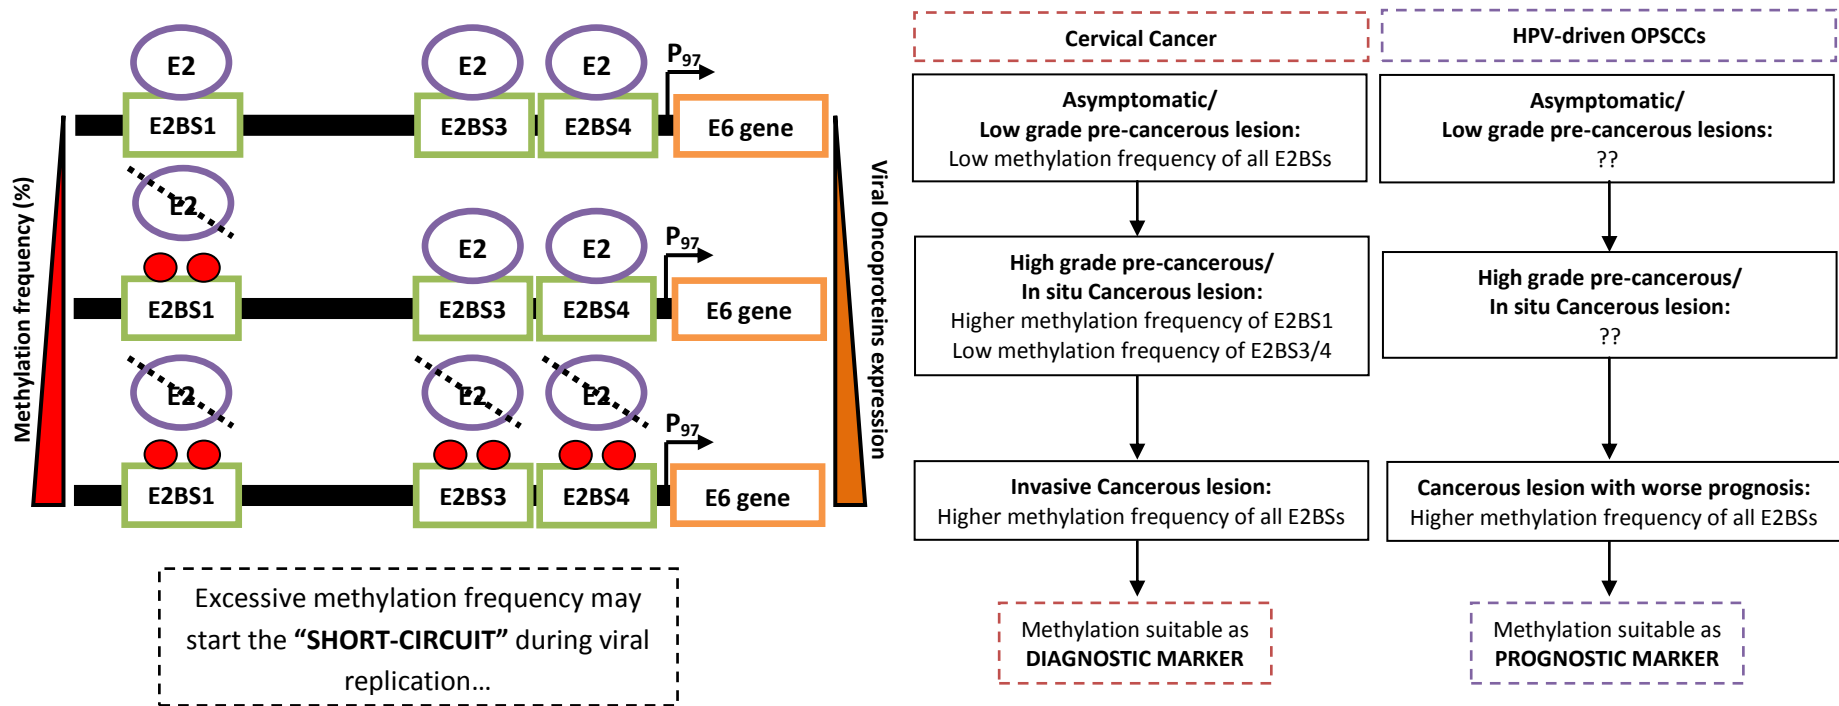 E2
E2
E2
P97
E2BS1
E2BS3
E2BS4
E6 gene
E2
E2
E2
P97
E2BS1
E2BS3
E2BS4
E6 gene
E2
E2
E2
P97
E2BS1
E2BS3
E2BS4
E6 gene
Methylation frequency (%)
Viral Oncoproteins expression
Excessive methylation frequency may
start the “SHORT-CIRCUIT” during viral
replication…
Cervical Cancer
Asymptomatic/
Low grade pre-cancerous lesion:
Low methylation frequency of all E2BSs
High grade pre-cancerous/
In situ Cancerous lesion:
Higher methylation frequency of E2BS1
Low methylation frequency of E2BS3/4
Invasive Cancerous lesion:
Higher methylation frequency of all E2BSs
Methylation suitable as
DIAGNOSTIC MARKER
HPV-driven OPSCCs
Asymptomatic/
Low grade pre-cancerous lesions:
??
High grade pre-cancerous/
In situ Cancerous lesion:
??
Cancerous lesion with worse prognosis:
Higher methylation frequency of all E2BSs
Methylation suitable as
PROGNOSTIC MARKER